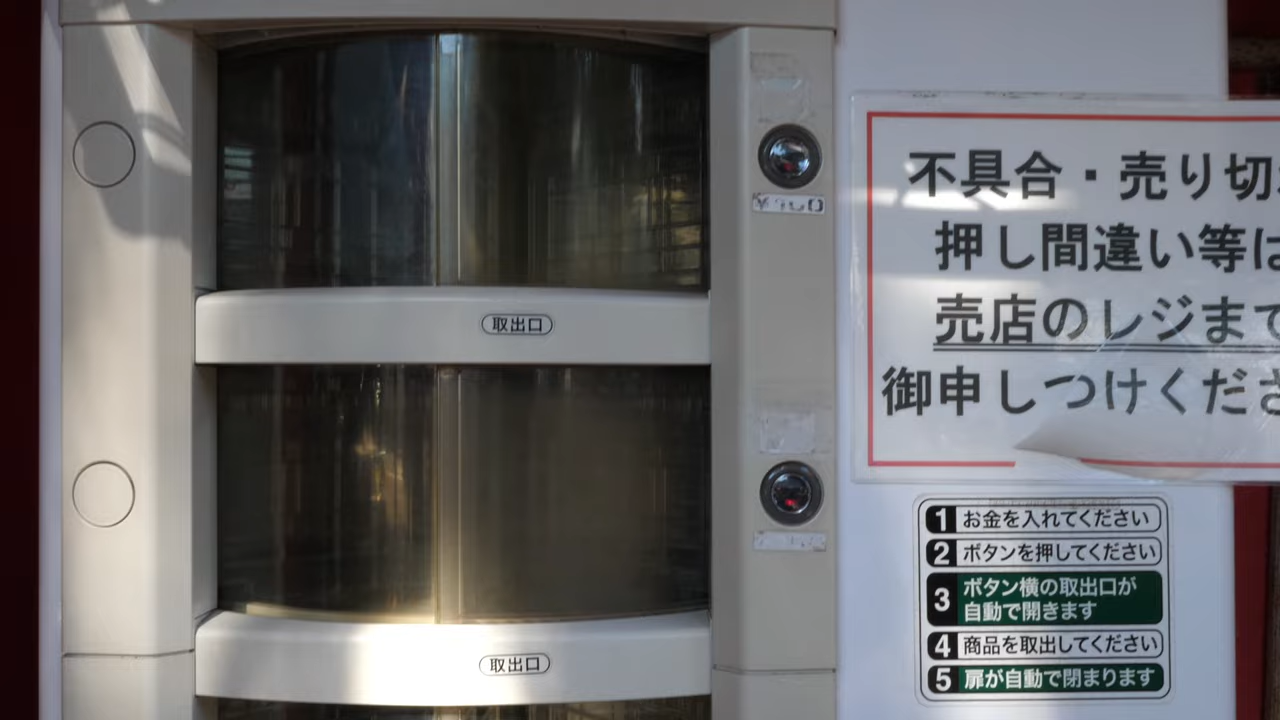 取出口
取出口
不具合・売り切
押し間違い等は
売店のレジまで
御申しつけくださ
1 お金を入れてください
2 ボタンを押してください
3 ボタン横の取出口が
自動で開きます
4 商品を取出してください
5 扉が自動で閉まります